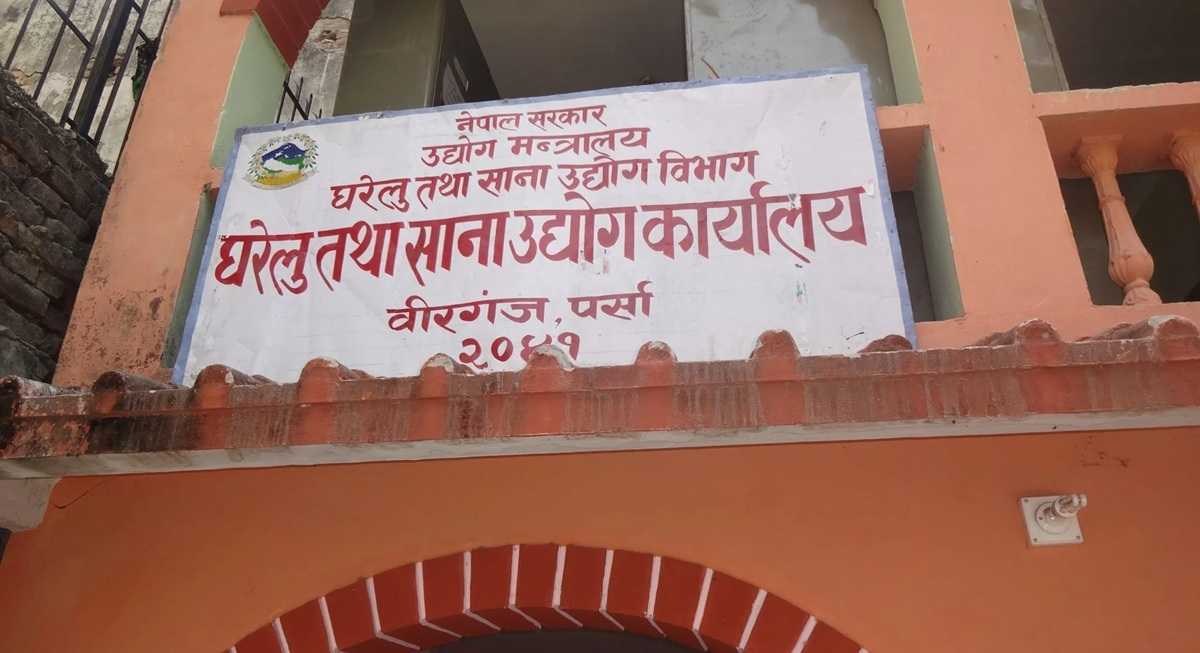 नेपाल सरकार
उद्योग मन्त्रालय
घरेलु तथा साना उद्योग विभाग
घरेलु तथा साना उद्योग कार्यालय
वीरगंज, पर्सा
२०४१